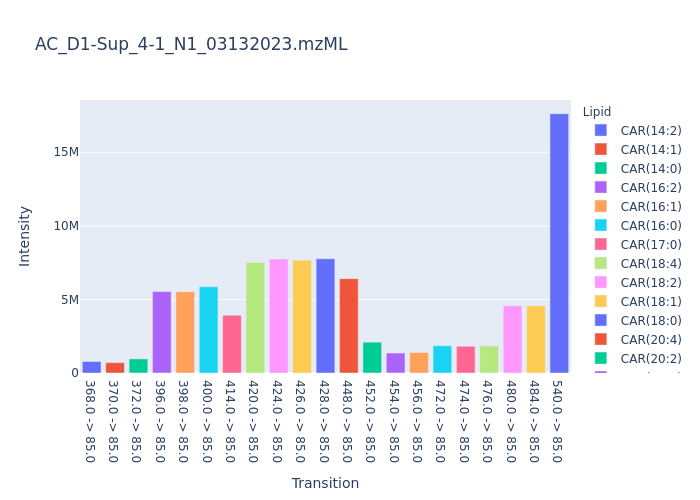 AC_D1-Sup_4-1_N1_03132023.mzML
Lipid
CAR(14:2)
CAR(14:1)
CAR(14:0)
CAR(16:2)
CAR(16:1)
CAR(16:0)
CAR(17:0)
CAR(18:4)
CAR(18:2)
CAR(18:1)
CAR(18:0)
CAR(20:4)
CAR(20:2)
Intensity
15M
10M
5M
0
368.0 -> 85.0
370.0 -> 85.0
372.0 -> 85.0
396.0 -> 85.0
398.0 -> 85.0
400.0 -> 85.0
414.0 -> 85.0
420.0 -> 85.0
424.0 -> 85.0
426.0 -> 85.0
428.0 -> 85.0
448.0 -> 85.0
452.0 -> 85.0
454.0 -> 85.0
456.0 -> 85.0
472.0 -> 85.0
474.0 -> 85.0
476.0 -> 85.0
480.0 -> 85.0
484.0 -> 85.0
540.0 -> 85.0
Transition